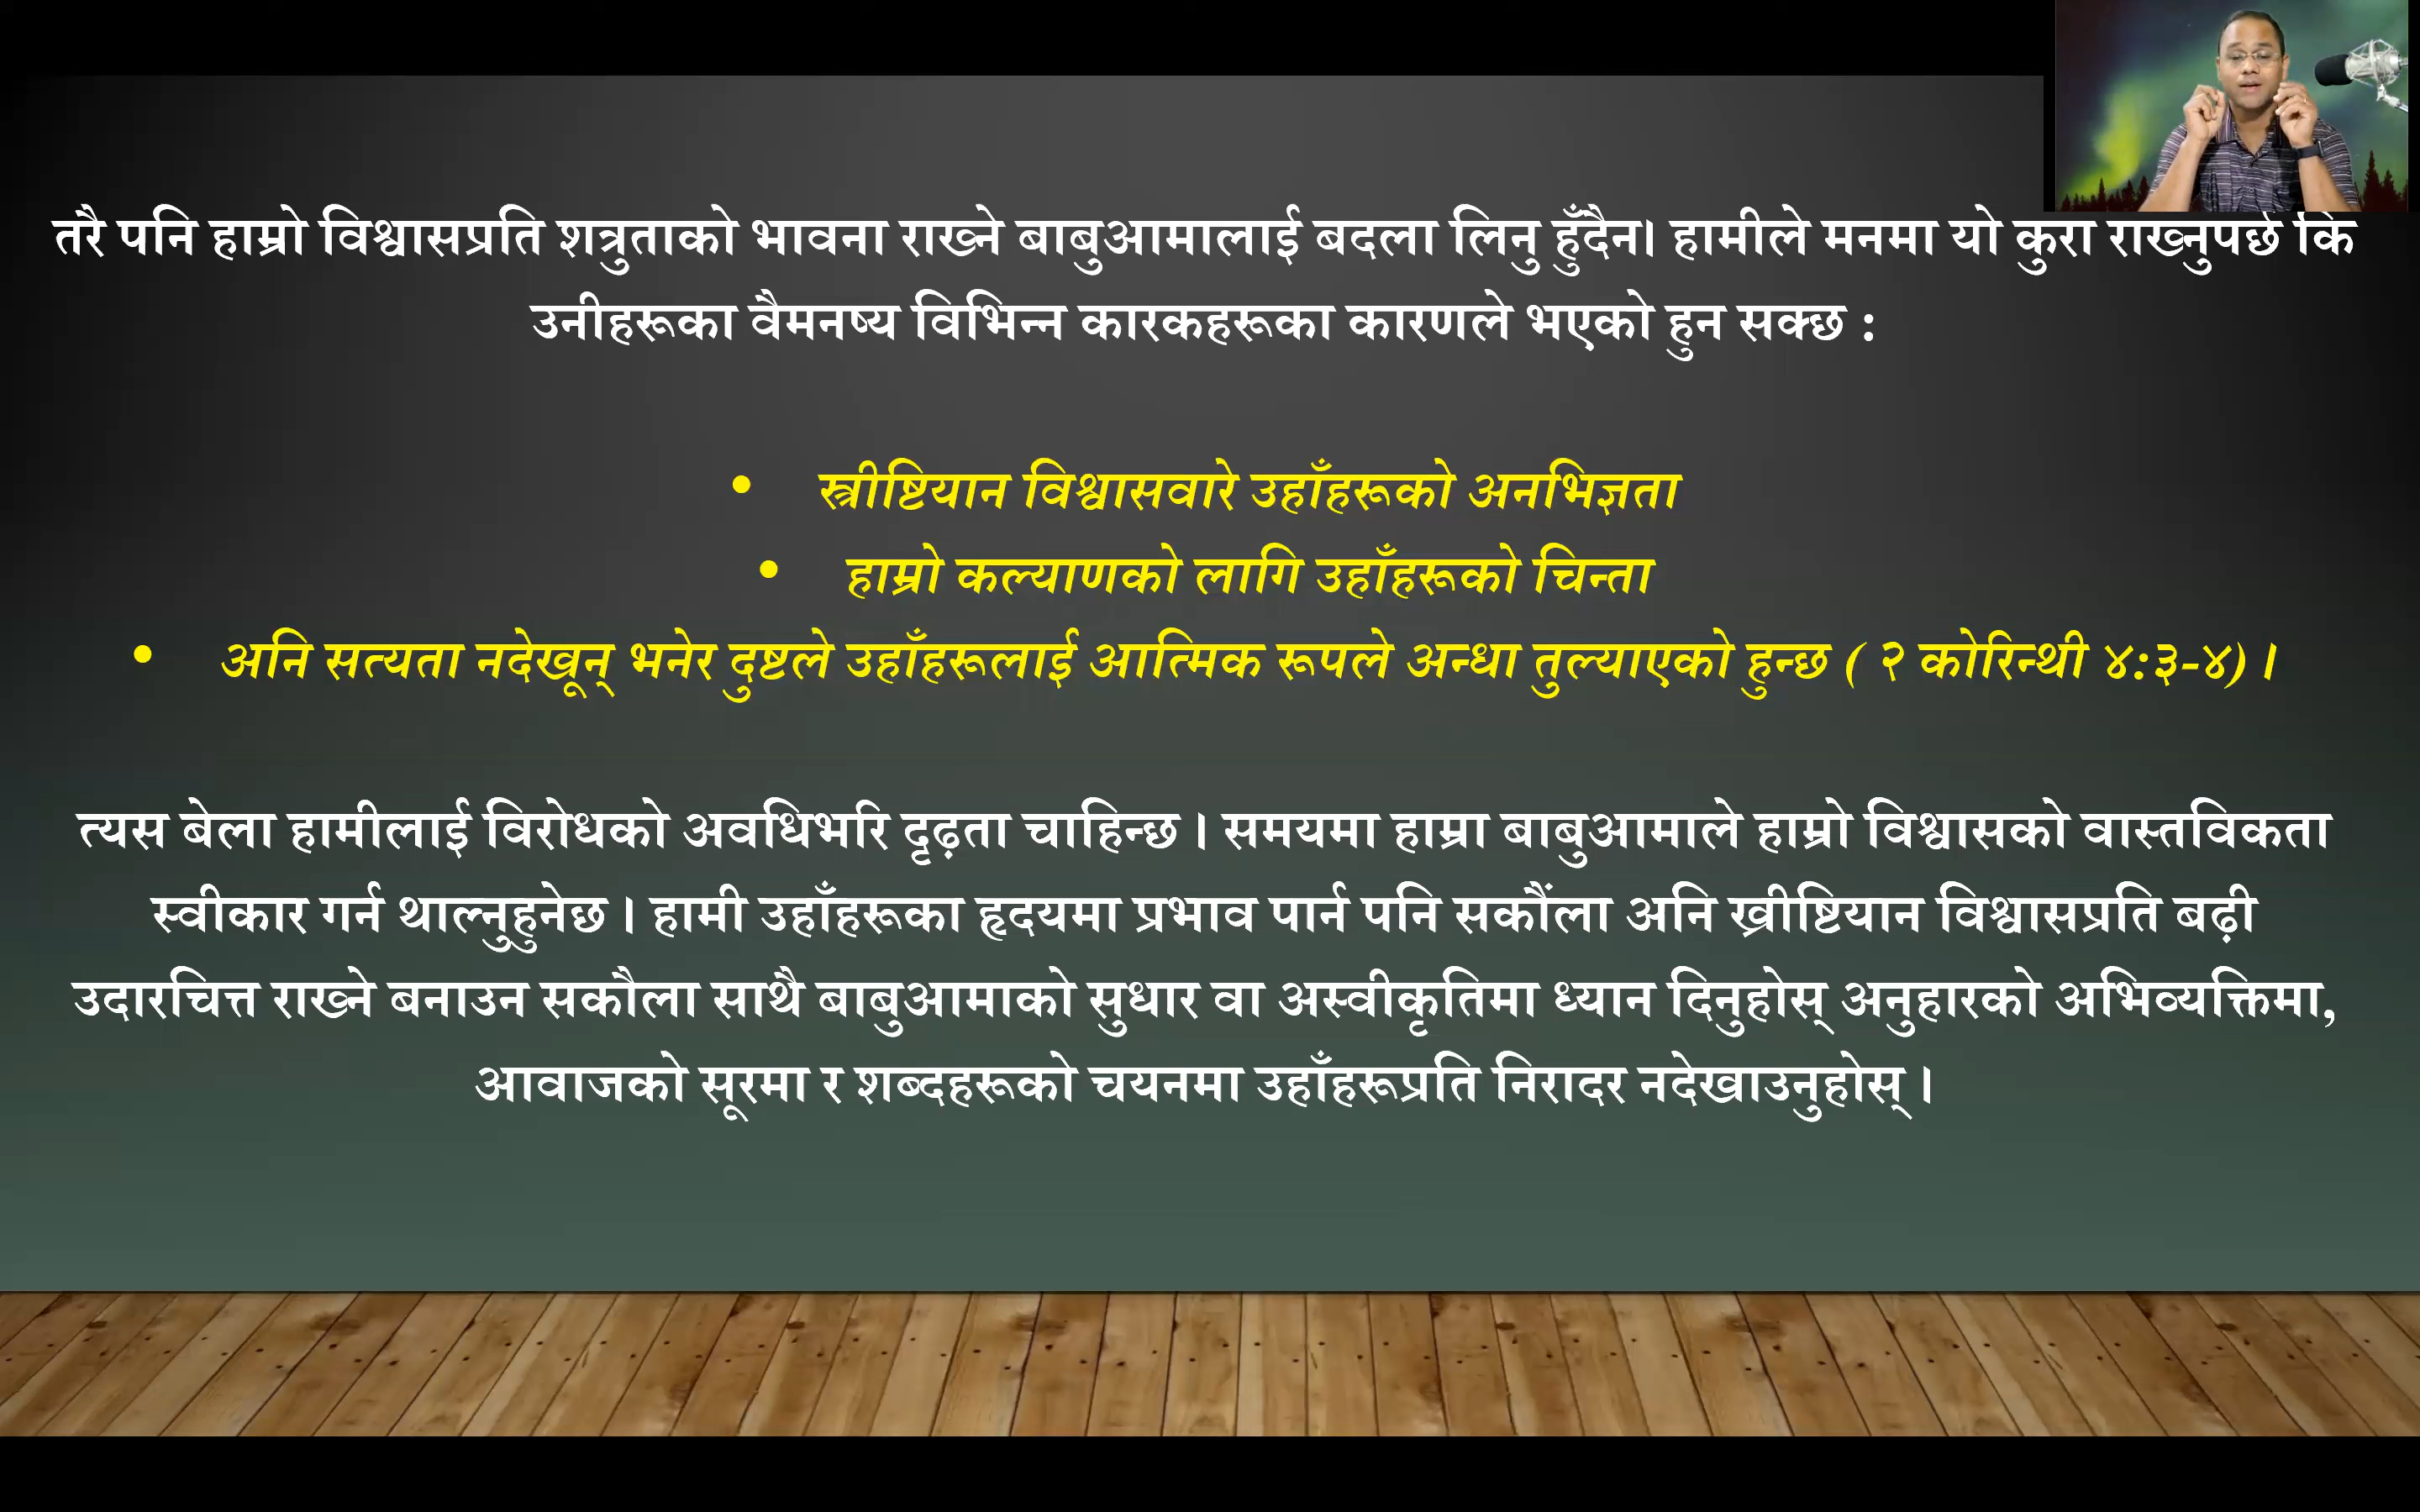 तरै पनि हाम्रो विश्वासप्रति शत्रुताको भावना राख्ने बाबुआमालाई बदला लिनु हुँदैन। हामीले मनमा यो कुरा राख्नुपर्छ कि
उनीहरूका वैमनष्य विभिन्न कारकहरूका कारणले भएको हुन सक्छ :
• ख्रीष्टियान विश्वासवारे उहाँहरूको अनभिज्ञता
• हाम्रो कल्याणको लागि उहाँहरूको चिन्ता
• अनि सत्यता नदेखून् भनेर दुष्टले उहाँहरूलाई आत्मिक रूपले अन्धा तुल्याएको हुन्छ ( २ कोरिन्थी ४:३-४) ।
त्यस बेला हामीलाई विरोधको अवधिभरि दृढ़ता चाहिन्छ । समयमा हाम्रा बाबुआमाले हाम्रो विश्वासको वास्तविकता
स्वीकार गर्न थाल्नुहुनेछ । हामी उहाँहरूका हृदयमा प्रभाव पार्न पनि सकौंला अनि ख्रीष्टियान विश्वासप्रति बढ़ी
उदारचित्त राख्ने बनाउन सकौला साथै बाबुआमाको सुधार वा अस्वीकृतिमा ध्यान दिनुहोस् अनुहारको अभिव्यक्तिमा,
आवाजको सूरमा र शब्दहरूको चयनमा उहाँहरूप्रति निरादर नदेखाउनुहोस् ।